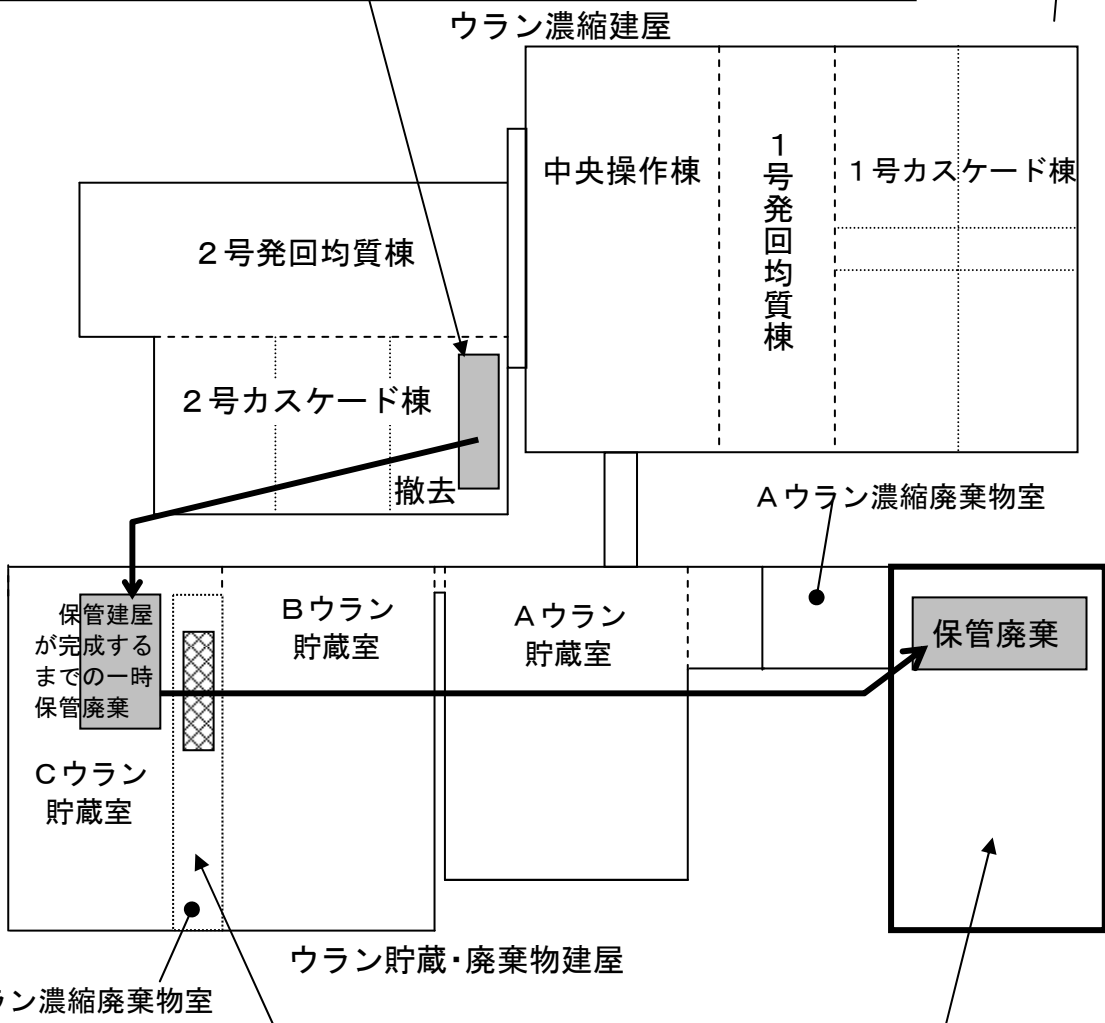 ウラン濃縮建屋
中央操作棟
1号発回均質棟
1号カスケード棟
2号発回均質棟
2号カスケード棟
撤去
Aウラン濃縮廃棄物室
保管建屋
が完成する
までの一時
保管廃棄
Bウラン
貯蔵室
Aウラン
貯蔵室
保管廃棄
Cウラン
貯蔵室
ウラン貯蔵・廃棄物建屋
ラン濃縮廃棄物室